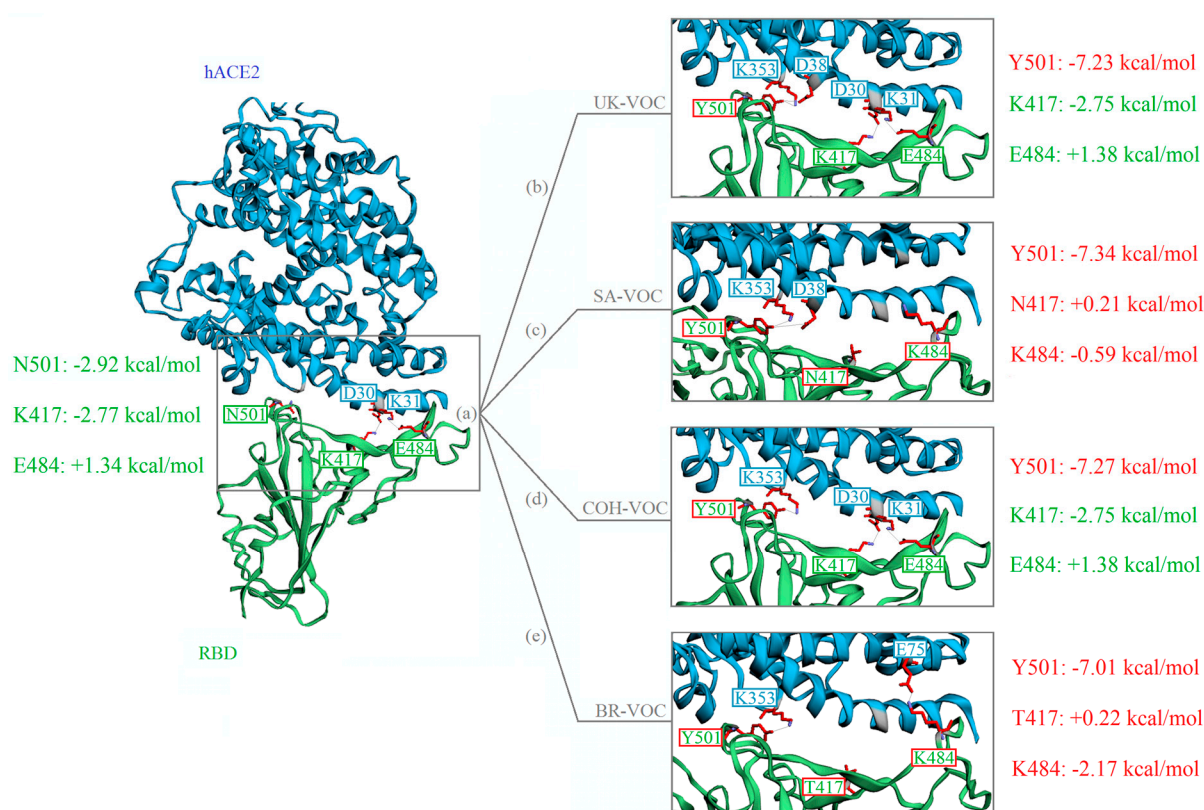 hACE2
N501: -2.92 kcal/mol
K417: -2.77 kcal/mol
E484: +1.34 kcal/mol
N501
D30
K31
K417
E484
(a)
RBD
(b)
UK-VOC
K353
D38
D30
K31
Y501
K417
E484
Y501: -7.23 kcal/mol
K417: -2.75 kcal/mol
E484: +1.38 kcal/mol
(c)
SA-VOC
K353
D38
Y501
N417
K484
Y501: -7.34 kcal/mol
N417: +0.21 kcal/mol
K484: -0.59 kcal/mol
(d)
COH-VOC
K353
D30
K31
Y501
K417
E484
Y501: -7.27 kcal/mol
K417: -2.75 kcal/mol
E484: +1.38 kcal/mol
(e)
BR-VOC
E75
K353
Y501
K484
T417
Y501: -7.01 kcal/mol
T417: +0.22 kcal/mol
K484: -2.17 kcal/mol